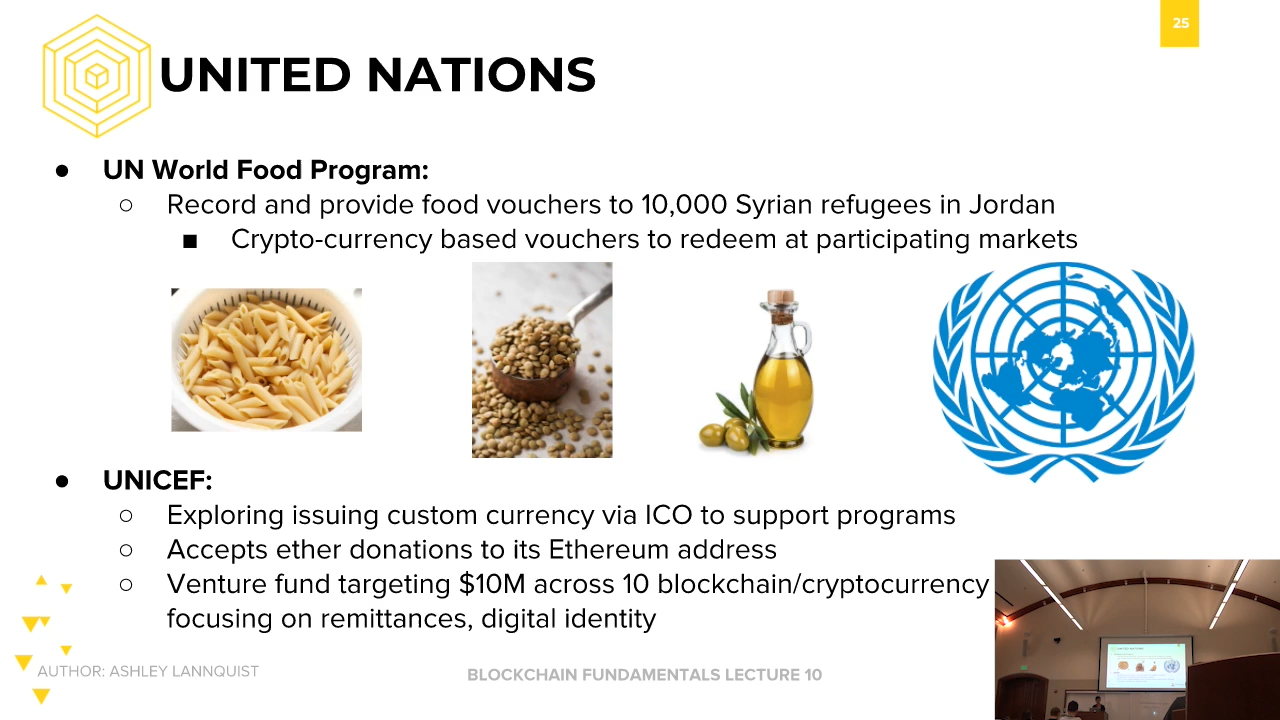 25
UNITED NATIONS
● UN World Food Program:
○ Record and provide food vouchers to 10,000 Syrian refugees in Jordan
■ Crypto-currency based vouchers to redeem at participating markets
● UNICEF:
○ Exploring issuing custom currency via ICO to support programs
○ Accepts ether donations to its Ethereum address
○ Venture fund targeting $10M across 10 blockchain/cryptocurrency
focusing on remittances, digital identity
AUTHOR: ASHLEY LANNQUIST
BLOCKCHAIN FUNDAMENTALS LECTURE 10